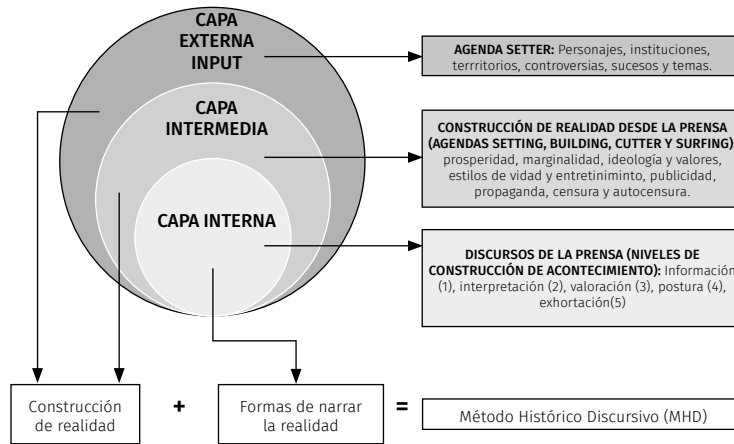 CAPA
EXTERNA
INPUT
CAPA
INTERMEDIA
CAPA INTERNA
AGENDA SETTER: Personajes, instituciones,
terrritorios, controversias, sucesos y temas.
CONSTRUCCIÓN DE REALIDAD DESDE LA PRENSA
(AGENDAS SETTING, BUILDING, CUTTER Y SURFING)
prosperidad, marginalidad, ideología y valores,
estilos de vidad y entretiniminto, publicidad,
propaganda, censura y autocensura.
DISCURSOS DE LA PRENSA (NIVELES DE
CONSTRUCCIÓN DE ACONTECIMIENTO): Información
(1), interpretación (2), valoración (3), postura (4),
exhortación(5)
Construcción
de realidad
+
Formas de narrar
la realidad
=
Método Histórico Discursivo (MHD)